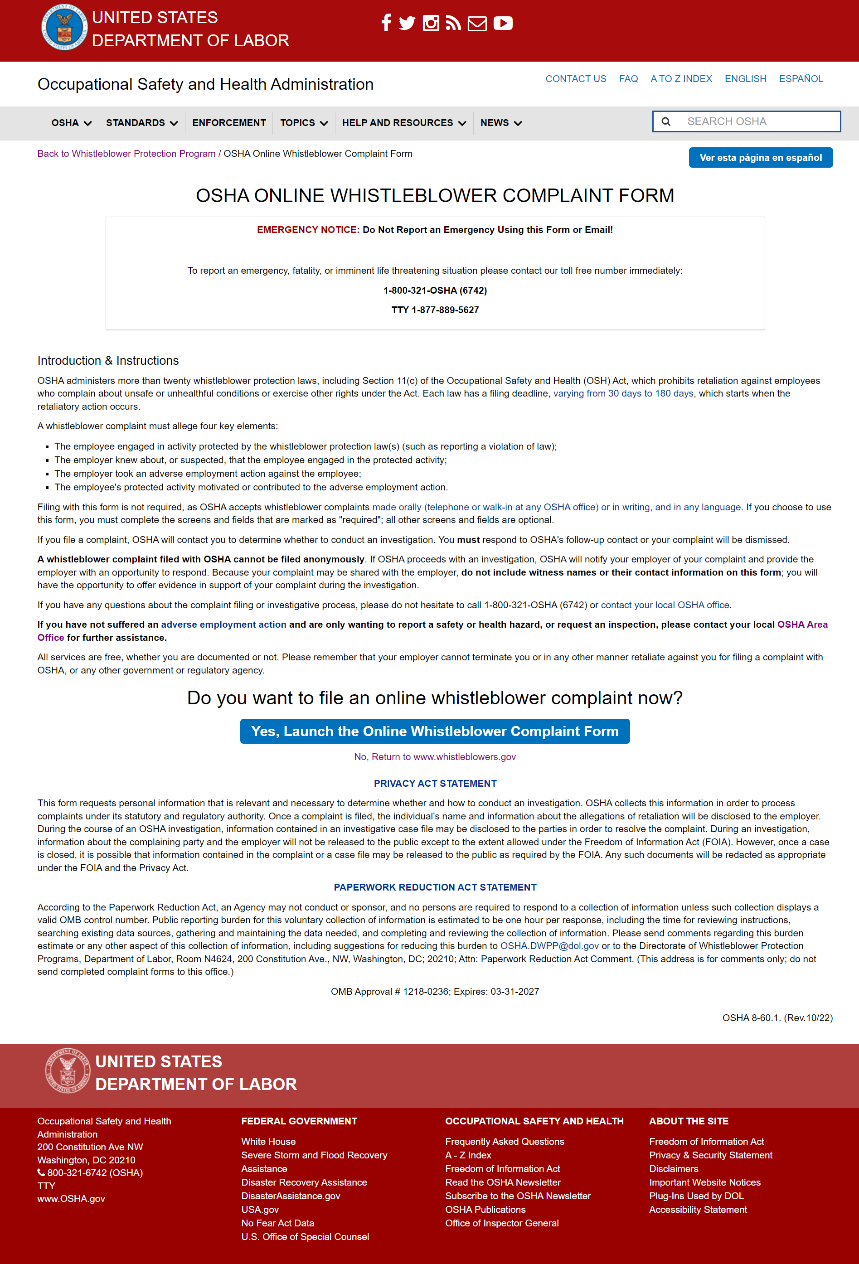 UNITED STATES
DEPARTMENT OF LABOR
Occupational Safety and Health Administration
CONTACT US FAQ A TO Z INDEX ENGLISH ESPAÑOL
OSHA STANDARDS ENFORCEMENT TOPICS HELP AND RESOURCES NEWS SEARCH OSHA
Back to Whistleblower Protection Program / OSHA Online Whistleblower Complaint Form
Ver esta página en español
OSHA ONLINE WHISTLEBLOWER COMPLAINT FORM
EMERGENCY NOTICE: Do Not Report an Emergency Using this Form or Email!
To report an emergency, fatality, or imminent life threatening situation please contact our toll free number immediately:
1-800-321-OSHA (6742)
TTY 1-877-889-5627
Introduction & Instructions
OSHA administers more than twenty whistleblower protection laws, including Section 11(c) of the Occupational Safety and Health (OSH) Act, which prohibits retaliation against employees
who complain about unsafe or unhealthful conditions or exercise other rights under the Act. Each law has a filing deadline, varying from 30 days to 180 days, which starts when the
retaliatory action occurs.
A whistleblower complaint must allege four key elements:
▪ The employee engaged in activity protected by the whistleblower protection law(s) (such as reporting a violation of law);
▪ The employer knew about, or suspected, that the employee engaged in the protected activity;
▪ The employer took an adverse employment action against the employee;
▪ The employee's protected activity motivated or contributed to the adverse employment action.
Filing with this form is not required, as OSHA accepts whistleblower complaints made orally (telephone or walk-in at any OSHA office) or in writing, and in any language. If you choose to use
this form, you must complete the screens and fields that are marked as "required"; all other screens and fields are optional.
If you file a complaint, OSHA will contact you to determine whether to conduct an investigation. You must respond to OSHA's follow-up contact or your complaint will be dismissed.
A whistleblower complaint filed with OSHA cannot be filed anonymously. If OSHA proceeds with an investigation, OSHA will notify your employer of your complaint and provide the
employer with an opportunity to respond. Because your complaint may be shared with the employer, do not include witness names or their contact information on this form; you will
have the opportunity to offer evidence in support of your complaint during the investigation.
If you have any questions about the complaint filing or investigative process, please do not hesitate to call 1-800-321-OSHA (6742) or contact your local OSHA office.
If you have not suffered an adverse employment action and are only wanting to report a safety or health hazard, or request an inspection, please contact your local OSHA Area
Office for further assistance.
All services are free, whether you are documented or not. Please remember that your employer cannot terminate you or in any other manner retaliate against you for filing a complaint with
OSHA, or any other government or regulatory agency.
Do you want to file an online whistleblower complaint now?
Yes, Launch the Online Whistleblower Complaint Form
No, Return to www.whistleblowers.gov
PRIVACY ACT STATEMENT
This form requests personal information that is relevant and necessary to determine whether and how to conduct an investigation. OSHA collects this information in order to process
complaints under its statutory and regulatory authority. Once a complaint is filed, the individual's name and information about the allegations of retaliation will be disclosed to the employer.
During the course of an OSHA investigation, information contained in an investigative case file may be disclosed to the parties in order to resolve the complaint. During an investigation,
information about the complaining party and the employer will not be released to the public except to the extent allowed under the Freedom of Information Act (FOIA). However, once a case
is closed, it is possible that information contained in the complaint or a case file may be released to the public as required by the FOIA. Any such documents will be redacted as appropriate
under the FOIA and the Privacy Act.
PAPERWORK REDUCTION ACT STATEMENT
According to the Paperwork Reduction Act, an Agency may not conduct or sponsor, and no persons are required to respond to a collection of information unless such collection displays a
valid OMB control number. Public reporting burden for this voluntary collection of information is estimated to be one hour per response, including the time for reviewing instructions,
searching existing data sources, gathering and maintaining the data needed, and completing and reviewing the collection of information. Please send comments regarding this burden
estimate or any other aspect of this collection of information, including suggestions for reducing this burden to OSHA.DWPP@dol.gov or to the Directorate of Whistleblower Protection
Programs, Department of Labor, Room N4624, 200 Constitution Ave., NW, Washington, DC; 20210; Attn: Paperwork Reduction Act Comment. (This address is for comments only; do not
send completed complaint forms to this office.)
OMB Approval # 1218-0236; Expires: 03-31-2027
OSHA 8-60.1. (Rev.10/22)
UNITED STATES
DEPARTMENT OF LABOR
Occupational Safety and Health
Administration
200 Constitution Ave NW
Washington, DC 20210
800-321-6742 (OSHA)
TTY
www.OSHA.gov
FEDERAL GOVERNMENT
White House
Severe Storm and Flood Recovery
Assistance
Disaster Recovery Assistance
DisasterAssistance.gov
USA.gov
No Fear Act Data
U.S. Office of Special Counsel
OCCUPATIONAL SAFETY AND HEALTH
Frequently Asked Questions
A - Z Index
Freedom of Information Act
Read the OSHA Newsletter
Subscribe to the OSHA Newsletter
OSHA Publications
Office of Inspector General
ABOUT THE SITE
Freedom of Information Act
Privacy & Security Statement
Disclaimers
Important Website Notices
Plug-Ins Used by DOL
Accessibility Statement